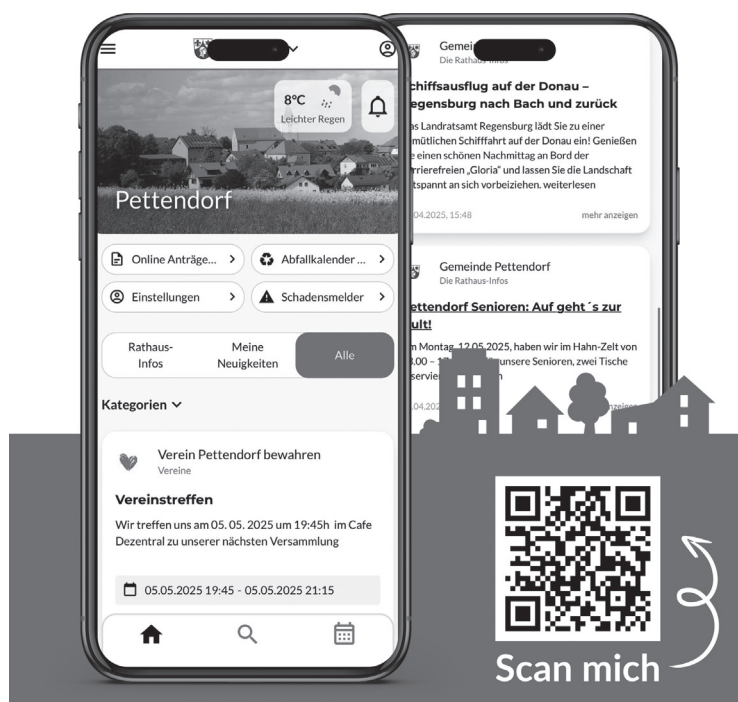 8°C
Leichter Regen
Pettendorf
Online Anträge...
Abfallkalender ...
Einstellungen
Schadensmelder
Rathaus-
Infos
Meine
Neuigkeiten
Alle
Kategorien
Verein Pettendorf bewahren
Vereine
Vereinstreffen
Wir treffen uns am 05. 05. 2025 um 19:45h im Cafe
Dezentral zu unserer nächsten Versammlung
05.05.2025 19:45 - 05.05.2025 21:15
Gemei
Die Rathaus-Infos
chiffsausflug auf der Donau –
egensburg nach Bach und zurück
as Landratsamt Regensburg lädt Sie zu einer
mütlichen Schifffahrt auf der Donau ein! Genießen
e einen schönen Nachmittag an Bord der
rrierefreien „Gloria" und lassen Sie die Landschaft
tspannt an sich vorbeiziehen. weiterlesen
.04.2025, 15:48
mehr anzeigen
Gemeinde Pettendorf
Die Rathaus-Infos
ettendorf Senioren: Auf geht´s zur
ult!
Montag, 12.05.2025, haben wir im Hahn-Zelt von
unsere Senioren, zwei Tische
Scan mich